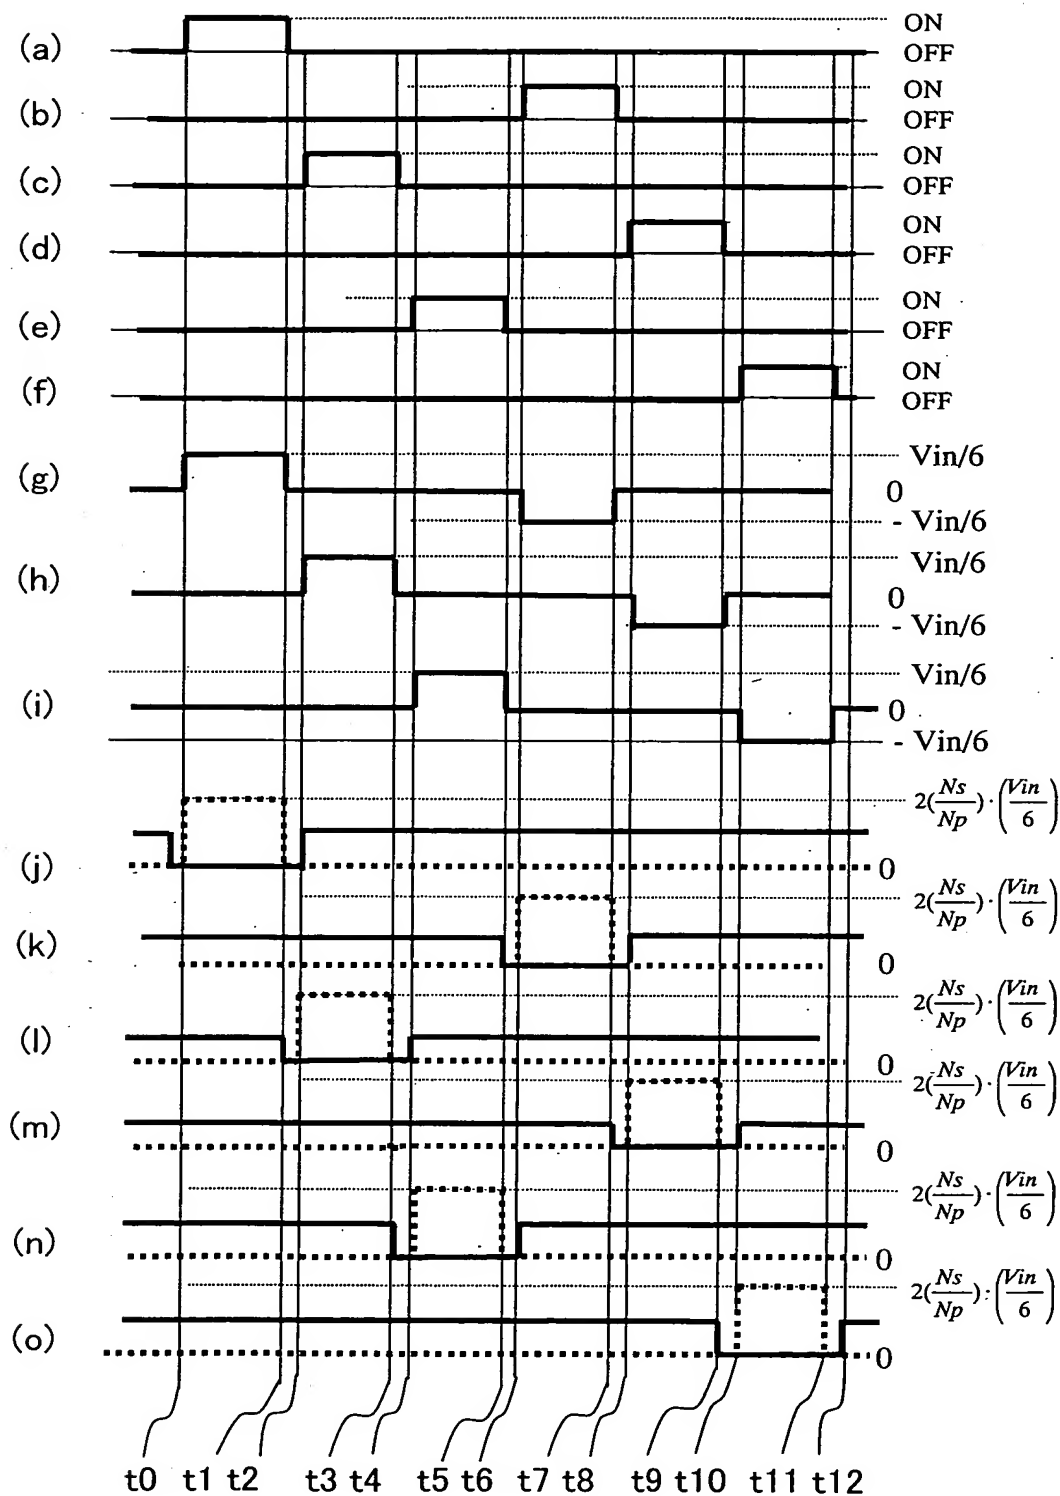 (a) ON
OFF
(b) ON
OFF
(c) ON
OFF
(d) ON
OFF
(e) ON
OFF
(f) ON
OFF
(g) Vin/6
0
- Vin/6
(h) Vin/6
0
- Vin/6
(i) Vin/6
0
- Vin/6
(j) 2(Ns/Np)·(Vin/6)
0
(k) 2(Ns/Np)·(Vin/6)
0
(l) 2(Ns/Np)·(Vin/6)
0
(m) 2(Ns/Np)·(Vin/6)
0
(n) 2(Ns/Np)·(Vin/6)
0
(o) 2(Ns/Np)·(Vin/6)
0
t0 t1 t2 t3 t4 t5 t6 t7 t8 t9 t10 t11 t12